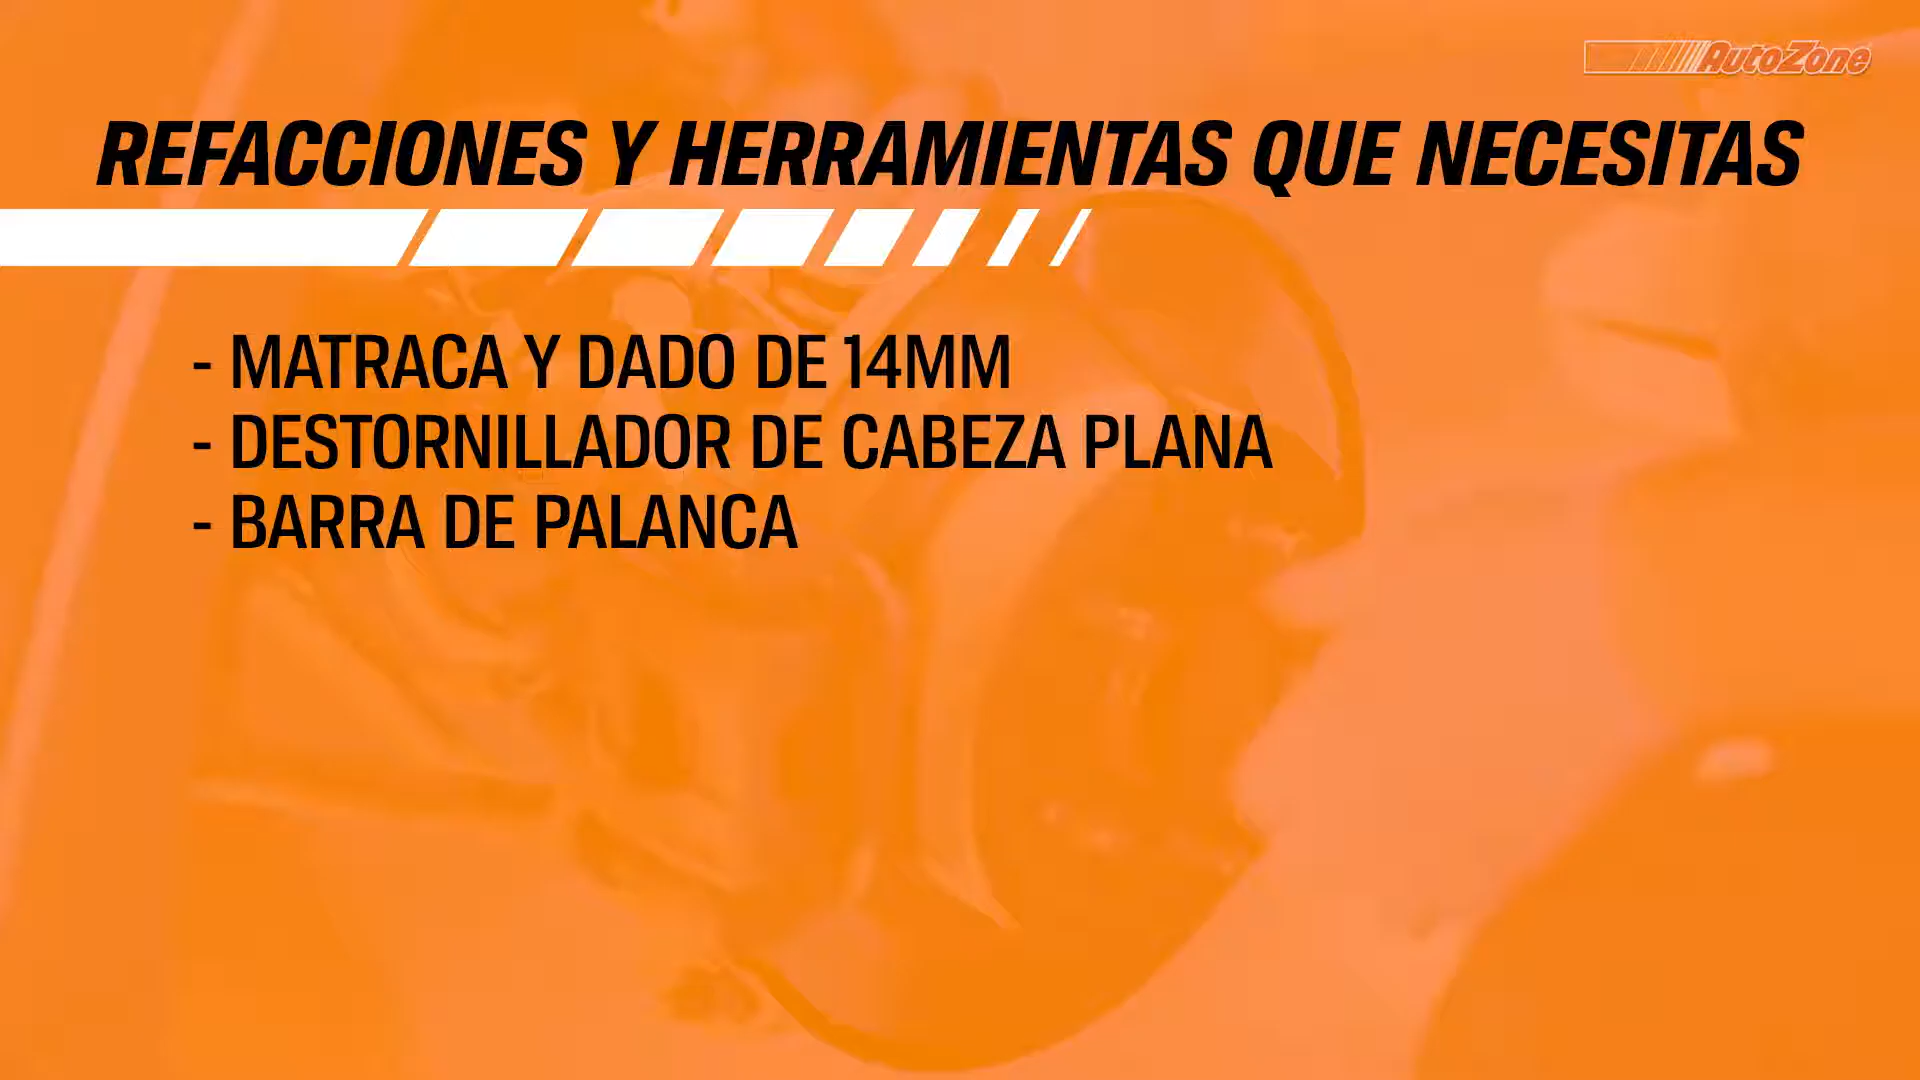 AutoZone
REFACCIONES Y HERRAMIENTAS QUE NECESITAS
- MATRACA Y DADO DE 14MM
- DESTORNILLADOR DE CABEZA PLANA
- BARRA DE PALANCA